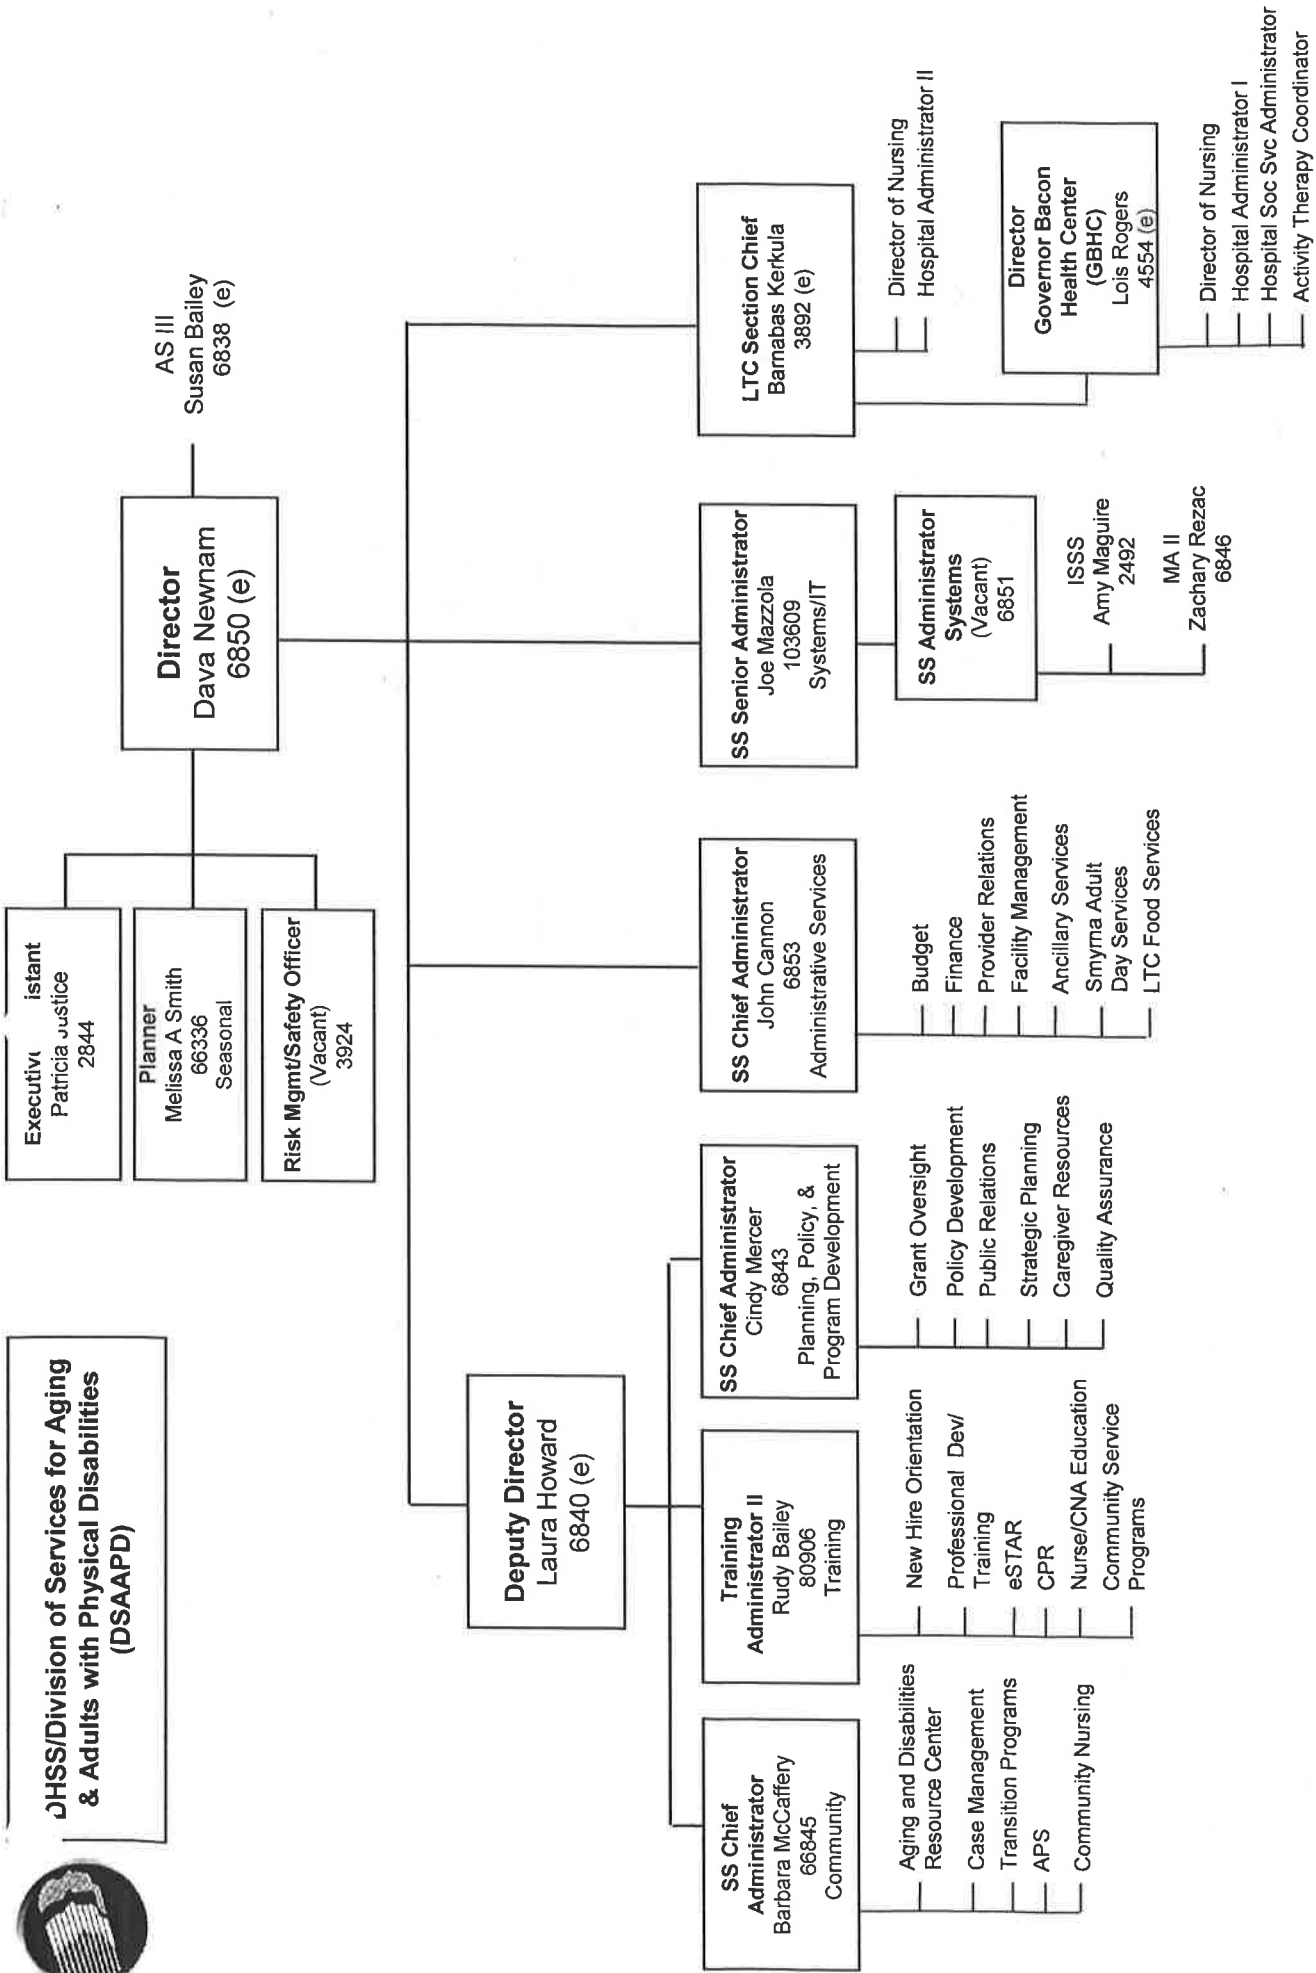 DHSS/Division of Services for Aging
& Adults with Physical Disabilities
(DSAAPD)
Patricia Justice
2844
Planner
Melissa A Smith
66336
Seasonal
Risk Mgmt/Safety Officer
(Vacant)
3924
Director
Dava Newnam
6850 (e)
AS III
Susan Bailey
6838 (e)
Deputy Director
Laura Howard
6840 (e)
SS Chief
Administrator
Barbara McCaffery
66845
Community
Aging and Disabilities
Resource Center
Case Management
Transition Programs
APS
Community Nursing
Training
Administrator II
Rudy Bailey
80906
Training
New Hire Orientation
Professional Dev/
Training
eSTAR
CPR
Nurse/CNA Education
Community Service
Programs
SS Chief Administrator
Cindy Mercer
6843
Planning, Policy, &
Program Development
Grant Oversight
Policy Development
Public Relations
Strategic Planning
Caregiver Resources
Quality Assurance
SS Chief Administrator
John Cannon
6853
Administrative Services
Budget
Finance
Provider Relations
Facility Management
Ancillary Services
Smyrna Adult
Day Services
LTC Food Services
SS Senior Administrator
Joe Mazzola
103609
Systems/IT
SS Administrator
Systems
(Vacant)
6851
ISSS
Amy Maguire
2492
MA II
Zachary Rezac
6846
LTC Section Chief
Barnabas Kerkula
3892 (e)
Director of Nursing
Hospital Administrator II
Director
Governor Bacon
Health Center
(GBHC)
Lois Rogers
4554 (e)
Director of Nursing
Hospital Administrator I
Hospital Soc Svc Administrator
Activity Therapy Coordinator